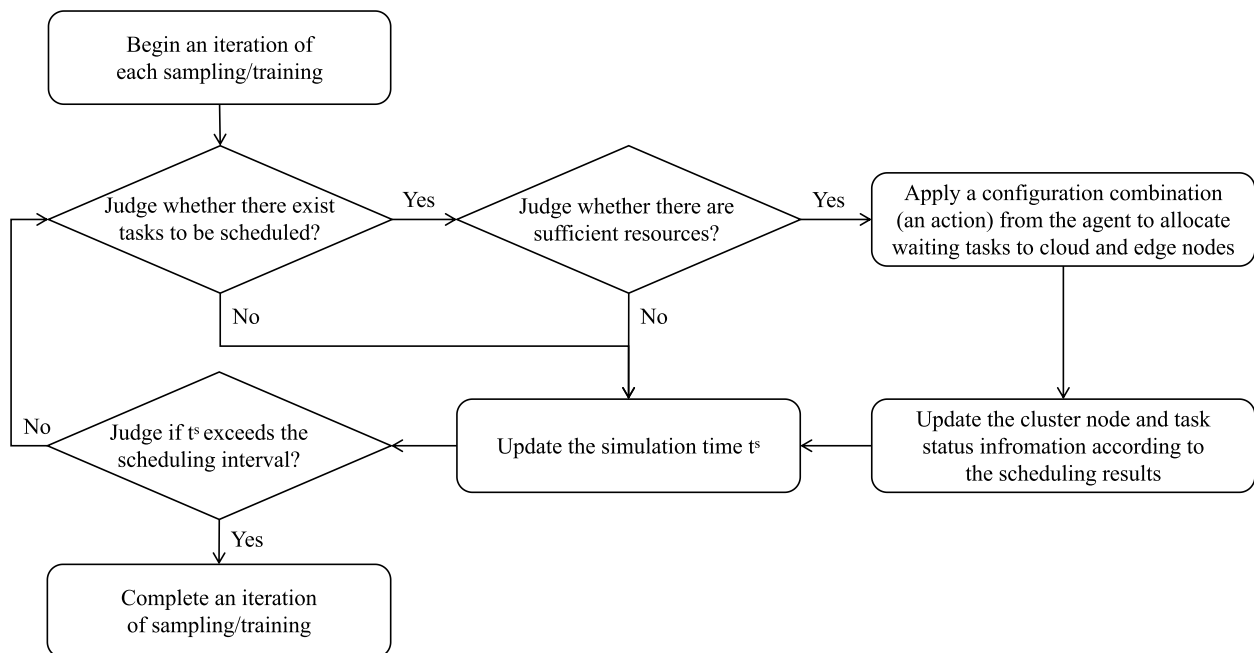 Begin an iteration of
each sampling/training
Judge whether there exist
tasks to be scheduled?
Yes
No
Judge whether there are
sufficient resources?
Yes
No
Apply a configuration combination
(an action) from the agent to allocate
waiting tasks to cloud and edge nodes
Update the cluster node and task
status infromation according to
the scheduling results
Update the simulation time tˢ
Judge if tˢ exceeds the
scheduling interval?
No
Yes
Complete an iteration
of sampling/training